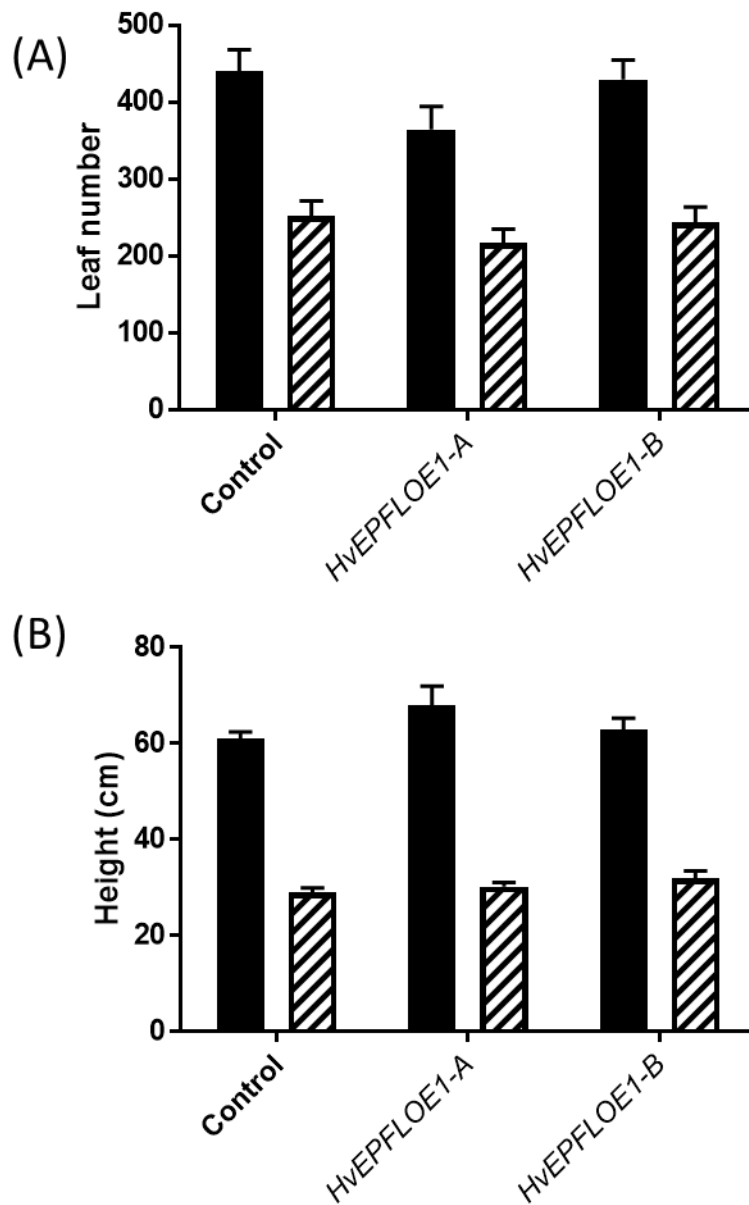 (A)
Leaf number
500
400
300
200
100
0
Control
HvEPFLOE1-A
HvEPFLOE1-B
(B)
Height (cm)
80
60
40
20
0
Control
HvEPFLOE1-A
HvEPFLOE1-B